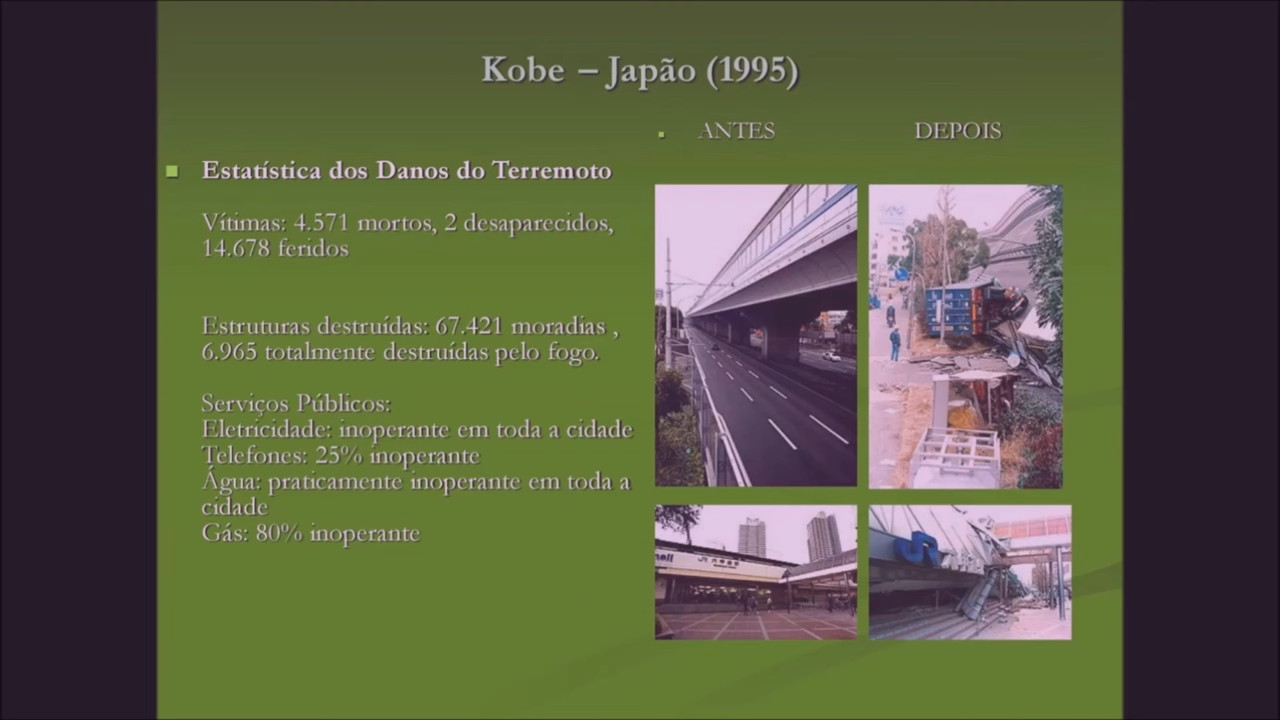 Kobe – Japão (1995)
ANTES
DEPOIS
Estatística dos Danos do Terremoto
Vítimas: 4.571 mortos, 2 desaparecidos,
14.678 feridos
Estruturas destruídas: 67.421 moradias ,
6.965 totalmente destruídas pelo fogo.
Serviços Públicos:
Eletricidade: inoperante em toda a cidade
Telefones: 25% inoperante
Água: praticamente inoperante em toda a
cidade
Gás: 80% inoperante
JR